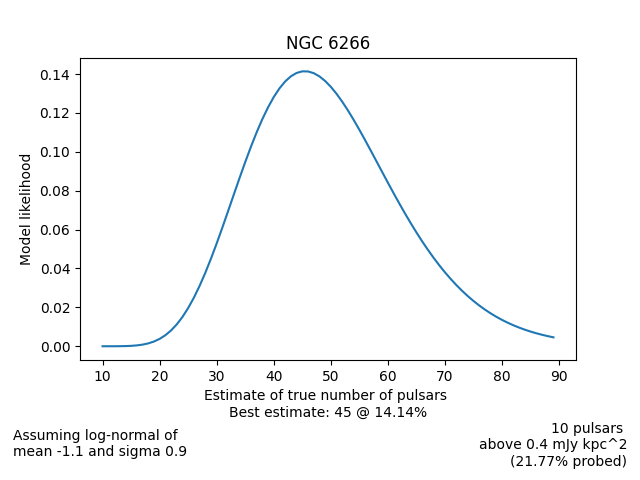 NGC 6266
0.14
0.12
0.10
0.08
0.06
0.04
0.02
0.00
Model likelihood
10 20 30 40 50 60 70 80 90
Estimate of true number of pulsars
Best estimate: 45 @ 14.14%
Assuming log-normal of
mean -1.1 and sigma 0.9
10 pulsars
above 0.4 mJy kpc^2
(21.77% probed)